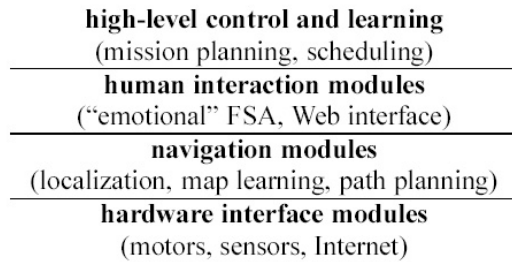 high-level control and learning
(mission planning, scheduling)
human interaction modules
(“emotional” FSA, Web interface)
navigation modules
(localization, map learning, path planning)
hardware interface modules
(motors, sensors, Internet)